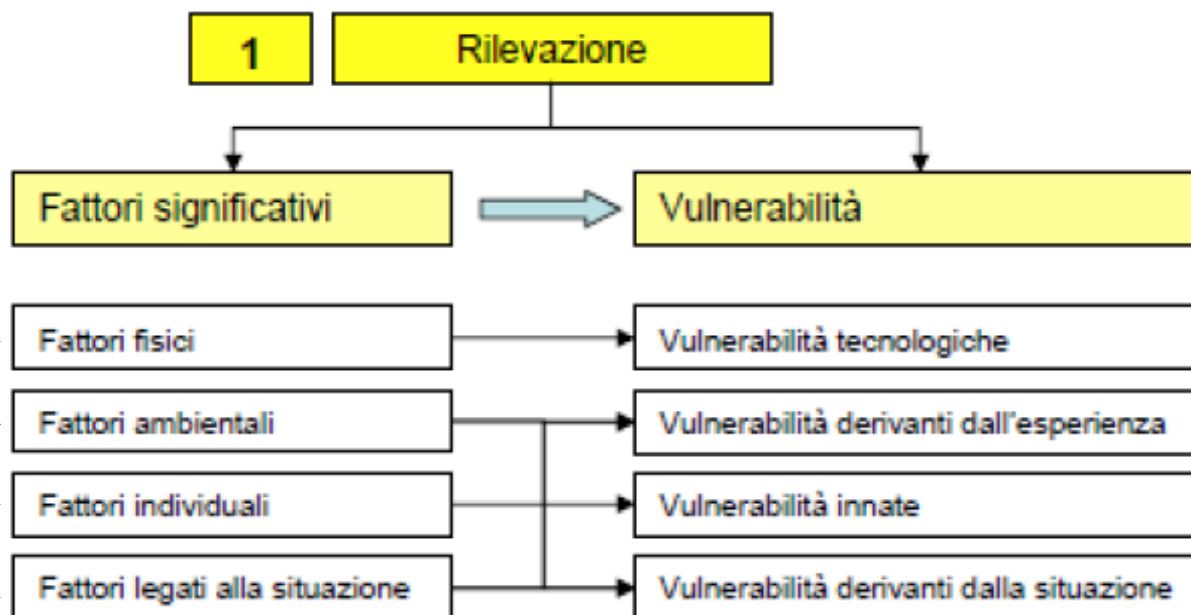 1 Rilevazione
Fattori significativi Vulnerabilità
Fattori fisici Vulnerabilità tecnologiche
Fattori ambientali Vulnerabilità derivanti dall'esperienza
Fattori individuali Vulnerabilità innate
Fattori legati alla situazione Vulnerabilità derivanti dalla situazione